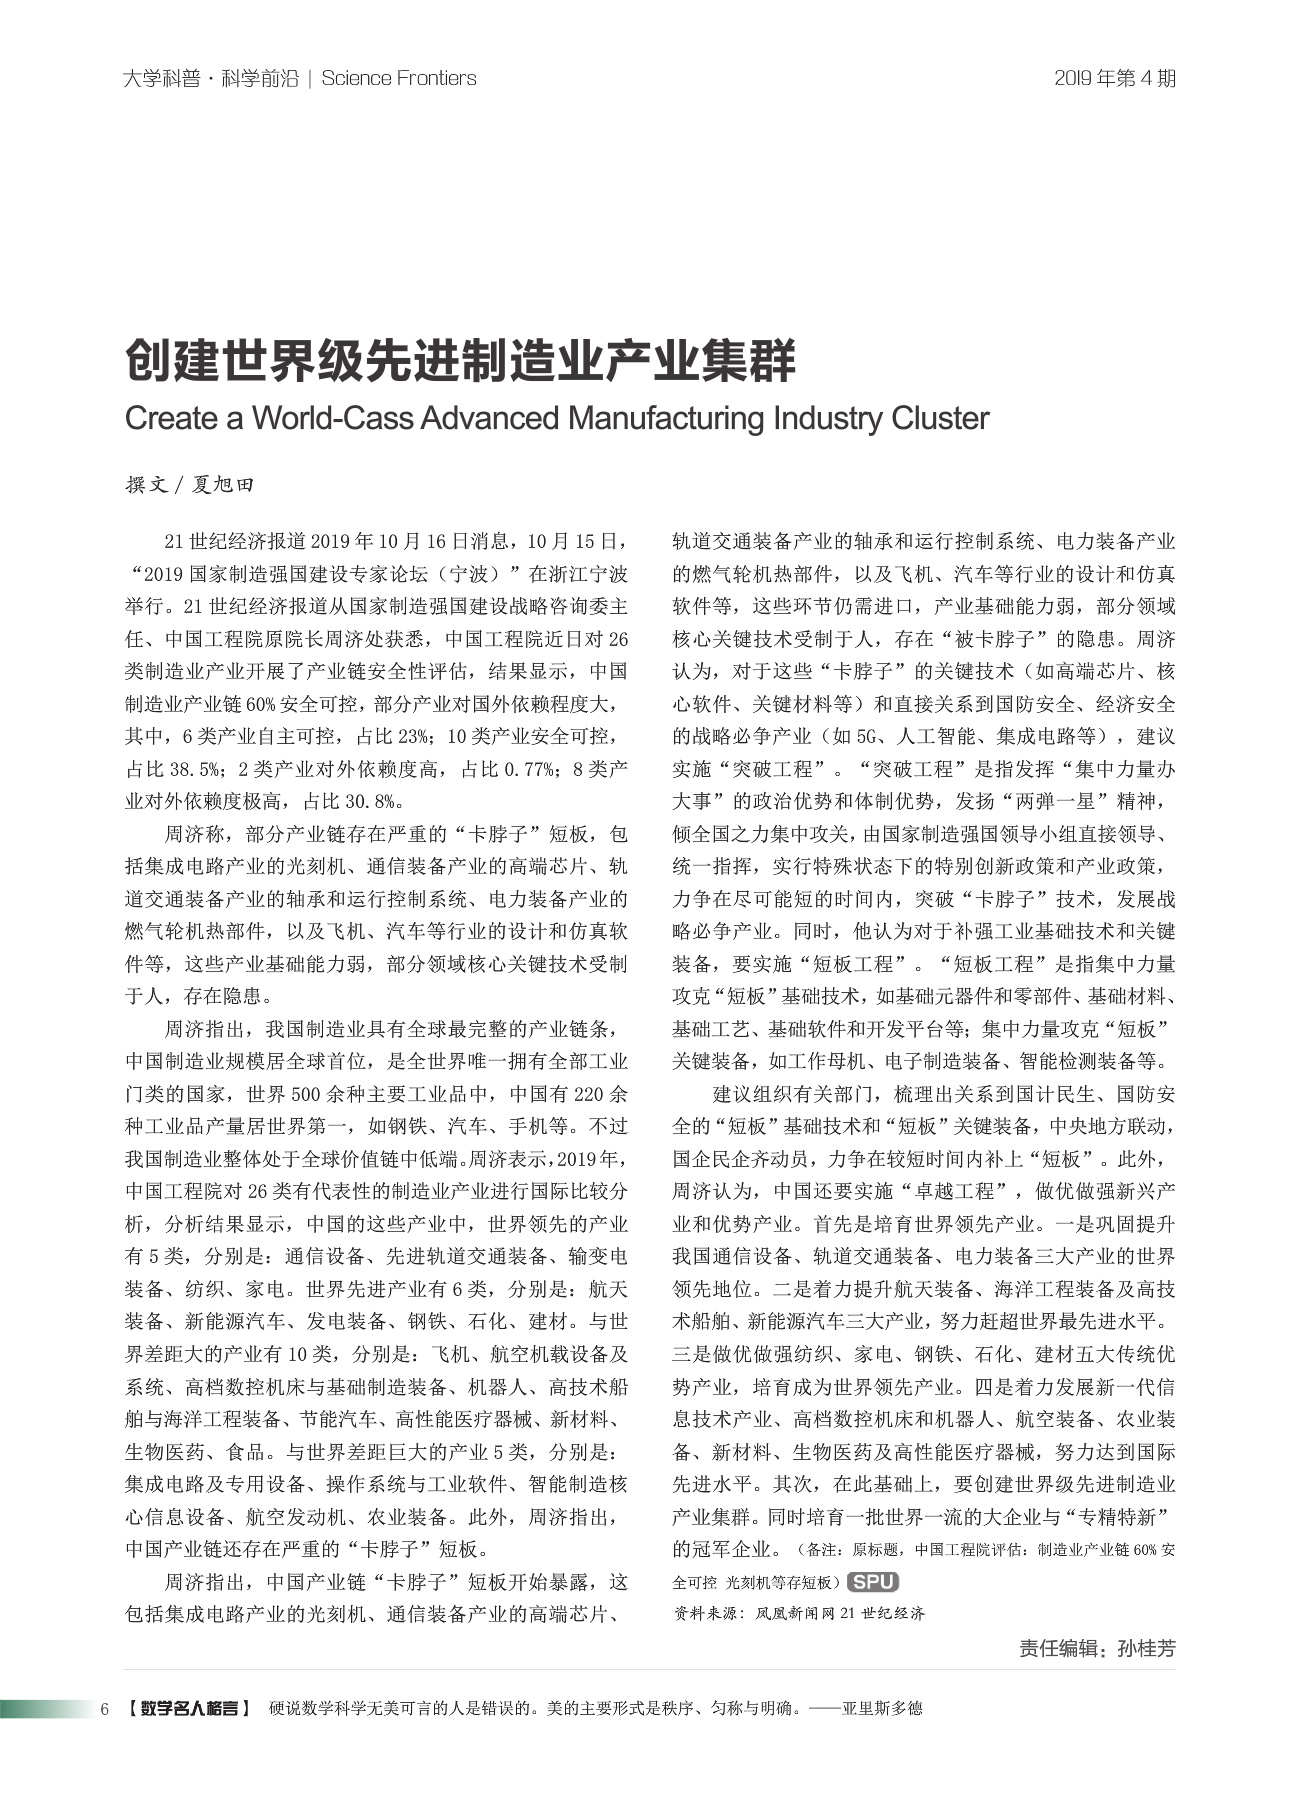 大学科普·科学前沿 | Science Frontiers
2019 年第 4 期
创建世界级先进制造业产业集群
Create a World-Cass Advanced Manufacturing Industry Cluster
撰文 / 夏旭田
21 世纪经济报道 2019 年 10 月 16 日消息，10 月 15 日，
“2019 国家制造强国建设专家论坛（宁波）”在浙江宁波
举行。21 世纪经济报道从国家制造强国建设战略咨询委主
任、中国工程院原院长周济处获悉，中国工程院近日对 26
类制造业产业开展了产业链安全性评估，结果显示，中国
制造业产业链 60% 安全可控，部分产业对国外依赖程度大，
其中，6 类产业自主可控，占比 23%；10 类产业安全可控，
占比 38.5%；2 类产业对外依赖度高，占比 0.77%；8 类产
业对外依赖度极高，占比 30.8%。
周济称，部分产业链存在严重的“卡脖子”短板，包
括集成电路产业的光刻机、通信装备产业的高端芯片、轨
道交通装备产业的轴承和运行控制系统、电力装备产业的
燃气轮机热部件，以及飞机、汽车等行业的设计和仿真软
件等，这些产业基础能力弱，部分领域核心关键技术受制
于人，存在隐患。
周济指出，我国制造业具有全球最完整的产业链条，
中国制造业规模居全球首位，是全世界唯一拥有全部工业
门类的国家，世界 500 余种主要工业品中，中国有 220 余
种工业品产量居世界第一，如钢铁、汽车、手机等。不过
我国制造业整体处于全球价值链中低端。周济表示，2019 年，
中国工程院对 26 类有代表性的制造业产业进行国际比较分
析，分析结果显示，中国的这些产业中，世界领先的产业
有 5 类，分别是：通信设备、先进轨道交通装备、输变电
装备、纺织、家电。世界先进产业有 6 类，分别是：航天
装备、新能源汽车、发电装备、钢铁、石化、建材。与世
界差距大的产业有 10 类，分别是：飞机、航空机载设备及
系统、高档数控机床与基础制造装备、机器人、高技术船
舶与海洋工程装备、节能汽车、高性能医疗器械、新材料、
生物医药、食品。与世界差距巨大的产业 5 类，分别是：
集成电路及专用设备、操作系统与工业软件、智能制造核
心信息设备、航空发动机、农业装备。此外，周济指出，
中国产业链还存在严重的“卡脖子”短板。
周济指出，中国产业链“卡脖子”短板开始暴露，这
包括集成电路产业的光刻机、通信装备产业的高端芯片、
轨道交通装备产业的轴承和运行控制系统、电力装备产业
的燃气轮机热部件，以及飞机、汽车等行业的设计和仿真
软件等，这些环节仍需进口，产业基础能力弱，部分领域
核心关键技术受制于人，存在“被卡脖子”的隐患。周济
认为，对于这些“卡脖子”的关键技术（如高端芯片、核
心软件、关键材料等）和直接关系到国防安全、经济安全
的战略必争产业（如 5G、人工智能、集成电路等），建议
实施“突破工程”。“突破工程”是指发挥“集中力量办
大事”的政治优势和体制优势，发扬“两弹一星”精神，
倾全国之力集中攻关，由国家制造强国领导小组直接领导、
统一指挥，实行特殊状态下的特别创新政策和产业政策，
力争在尽可能短的时间内，突破“卡脖子”技术，发展战
略必争产业。同时，他认为对于补强工业基础技术和关键
装备，要实施“短板工程”。“短板工程”是指集中力量
攻克“短板”基础技术，如基础元器件和零部件、基础材料、
基础工艺、基础软件和开发平台等；集中力量攻克“短板”
关键装备，如工作母机、电子制造装备、智能检测装备等。
建议组织有关部门，梳理出关系到国计民生、国防安
全的“短板”基础技术和“短板”关键装备，中央地方联动，
国企民企齐动员，力争在较短时间内补上“短板”。此外，
周济认为，中国还要实施“卓越工程”，做优做强新兴产
业和优势产业。首先是培育世界领先产业。一是巩固提升
我国通信设备、轨道交通装备、电力装备三大产业的世界
领先地位。二是着力提升航天装备、海洋工程装备及高技
术船舶、新能源汽车三大产业，努力赶超世界最先进水平。
三是做优做强纺织、家电、钢铁、石化、建材五大传统优
势产业，培育成为世界领先产业。四是着力发展新一代信
息技术产业、高档数控机床和机器人、航空装备、农业装
备、新材料、生物医药及高性能医疗器械，努力达到国际
先进水平。其次，在此基础上，要创建世界级先进制造业
产业集群。同时培育一批世界一流的大企业与“专精特新”
的冠军企业。（备注：原标题，中国工程院评估：制造业产业链 60% 安
全可控 光刻机等存短板）SPU
资料来源：凤凰新闻网 21 世纪经济
责任编辑：孙桂芳
6 【数学名人格言】 硬说数学科学无美可言的人是错误的。美的主要形式是秩序、匀称与明确。——亚里斯多德